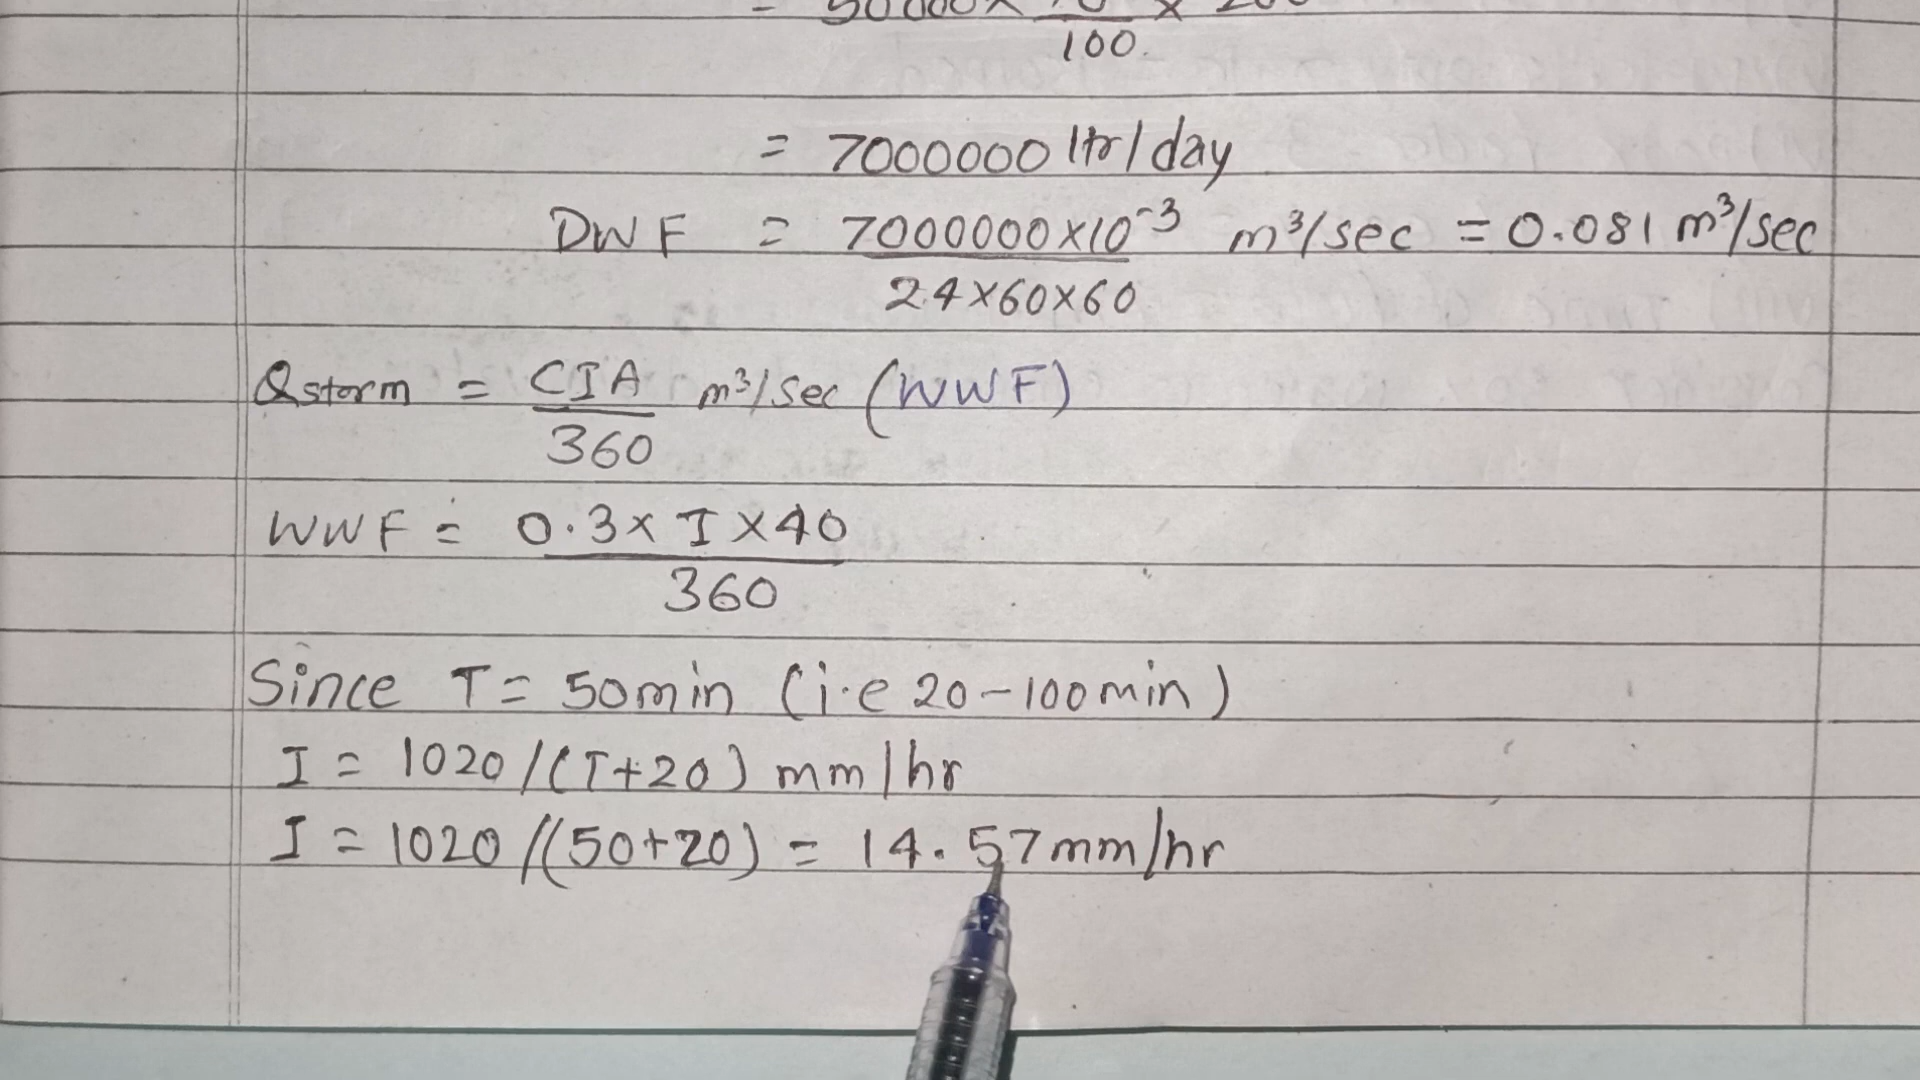 = 50000 × × 200
100.
= 7000000 ltr/day
DWF = 7000000×10⁻³ m³/sec = 0.081 m³/sec
24×60×60
Qstorm = CIA m³/sec (WWF)
360
WWF = 0.3× I ×40
360
Since T= 50min (i.e 20-100min)
I = 1020/(T+20) mm/hr
I = 1020/(50+20) = 14.57mm/hr